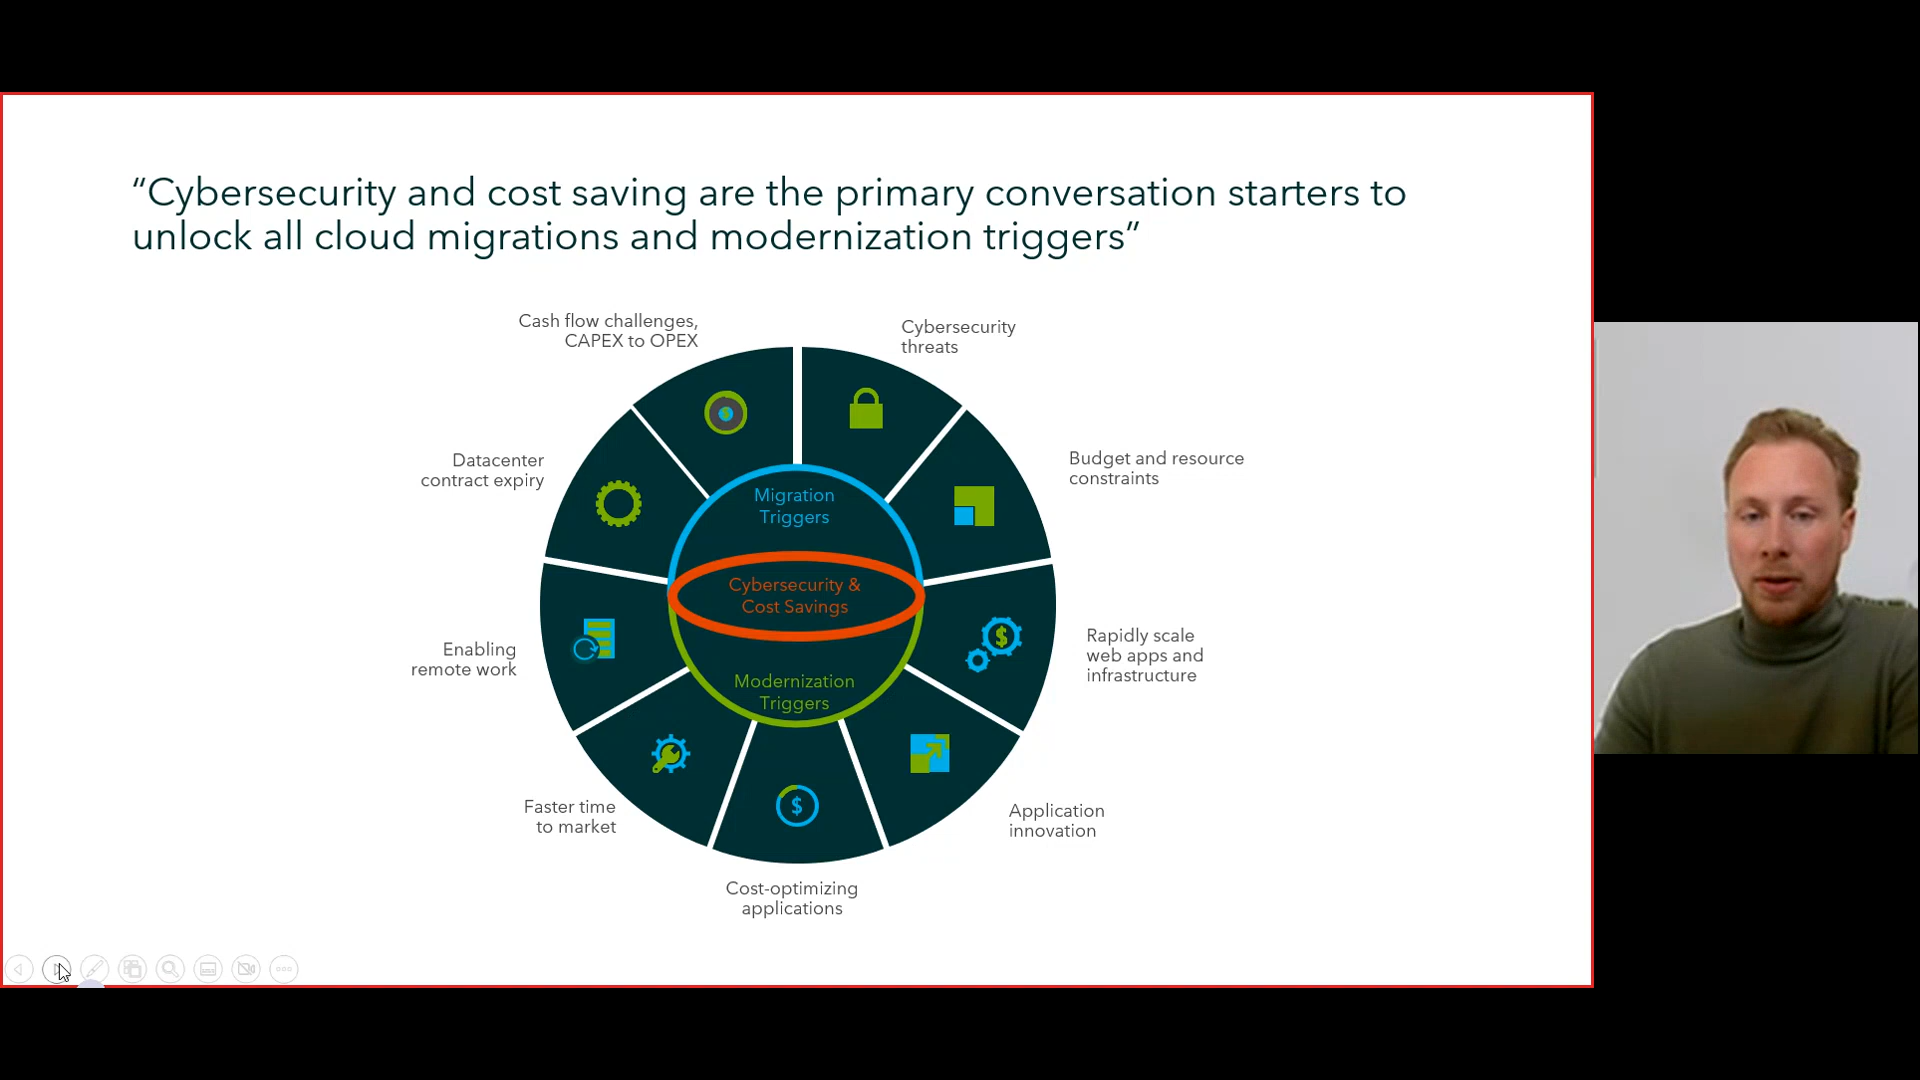 “Cybersecurity and cost saving are the primary conversation starters to
unlock all cloud migrations and modernization triggers”
Cash flow challenges,
CAPEX to OPEX
Cybersecurity
threats
Datacenter
contract expiry
Budget and resource
constraints
Migration
Triggers
Cybersecurity &
Cost Savings
Modernization
Triggers
$
Enabling
remote work
Rapidly scale
web apps and
infrastructure
Faster time
to market
$
Application
innovation
Cost-optimizing
applications